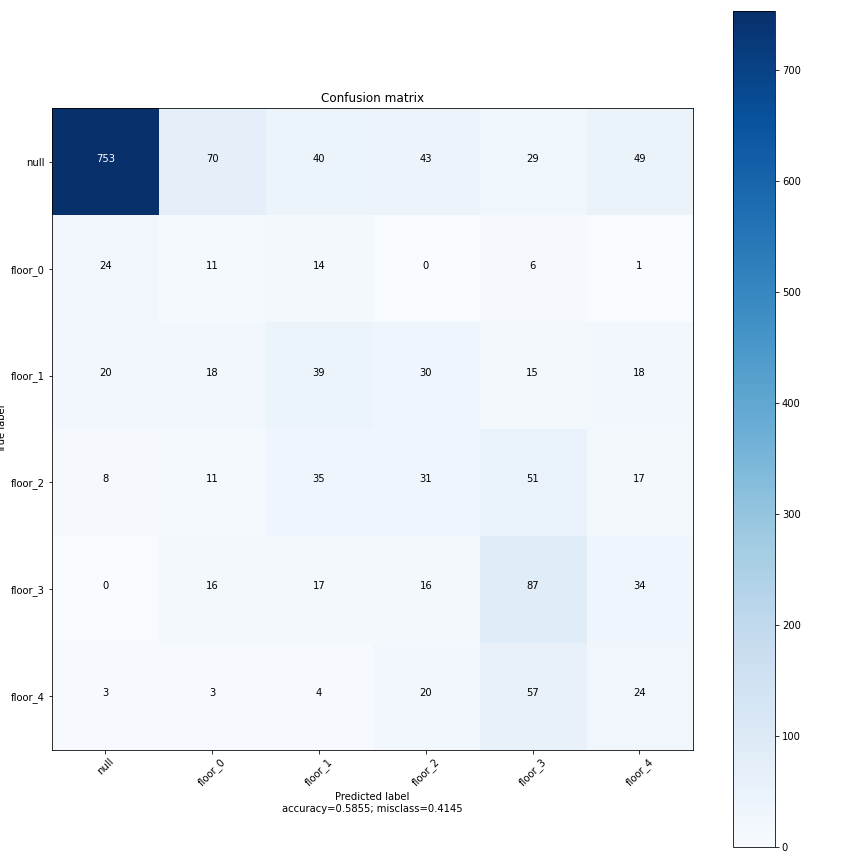 Confusion matrix
null 753 70 40 43 29 49
floor_0 24 11 14 0 6 1
floor_1 20 18 39 30 15 18
floor_2 8 11 35 31 51 17
floor_3 0 16 17 16 87 34
floor_4 3 3 4 20 57 24
null floor_0 floor_1 floor_2 floor_3 floor_4
Predicted label
accuracy=0.5855; misclass=0.4145
label
700
600
500
400
300
200
100
0